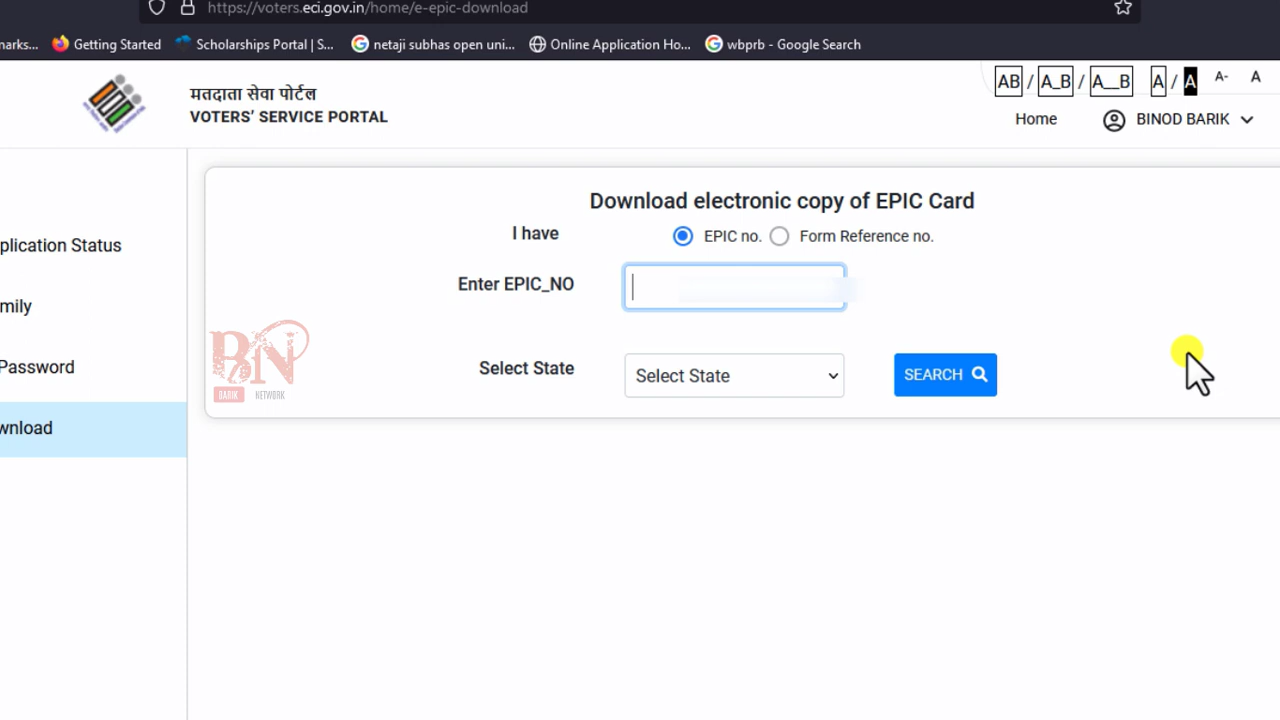 https://voters.eci.gov.in/home/e-epic-download
marks... Getting Started Scholarships Portal | S... netaji subhas open uni... Online Application Ho... wbprb - Google Search
AB / A_B / A__B A / A A- A
मतदाता सेवा पोर्टल
VOTERS' SERVICE PORTAL
Home BINOD BARIK
Download electronic copy of EPIC Card
I have EPIC no. Form Reference no.
plication Status
Enter EPIC_NO
mily
Password
Select State Select State SEARCH
BN
BARIK NETWORK
wnload